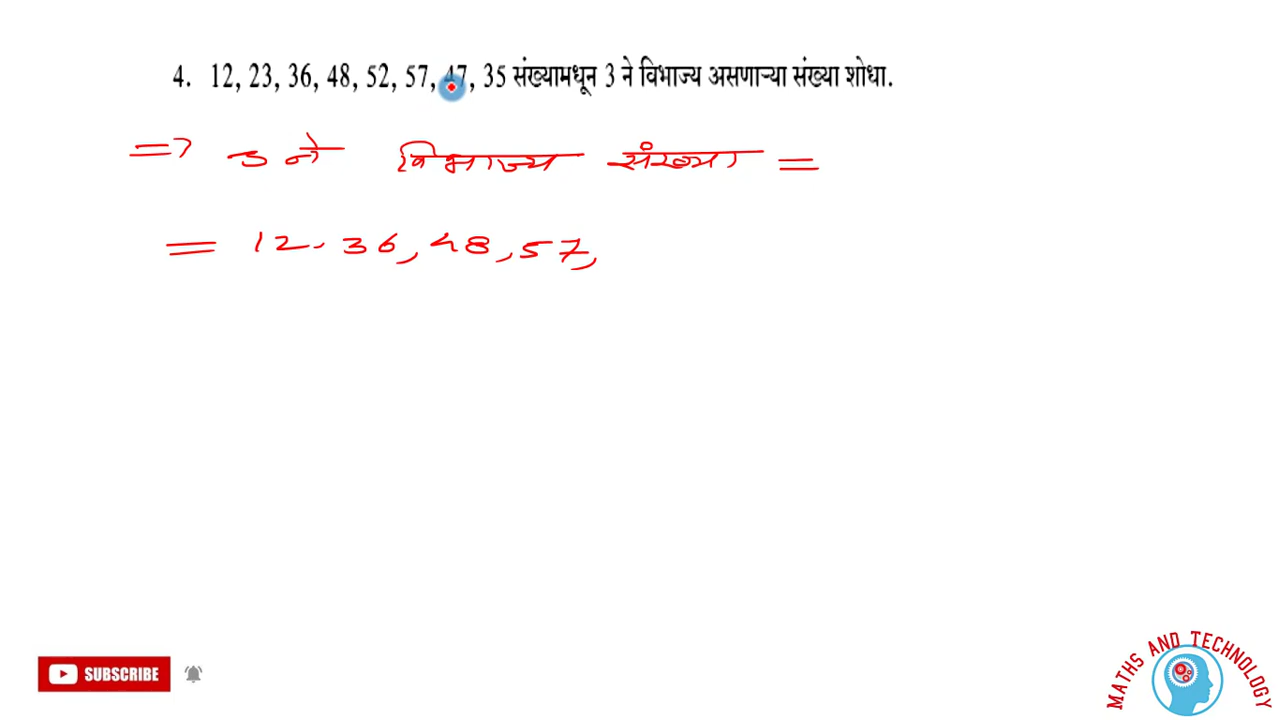 4. 12, 23, 36, 48, 52, 57, 47, 35 संख्यामधून 3 ने विभाज्य असणाऱ्या संख्या शोधा.
=> 3 ने विभाज्य संख्या =
= 12, 36, 48, 57,
SUBSCRIBE
MATHS AND TECHNOLOGY